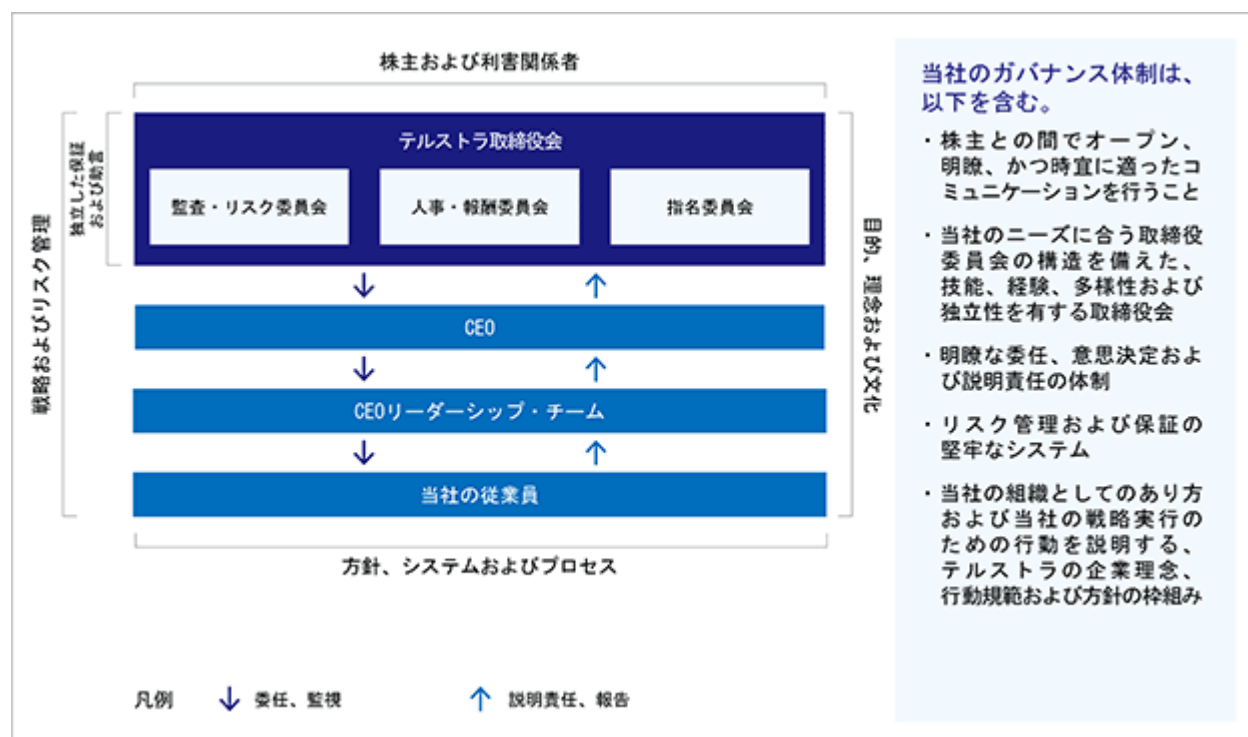 株主および利害関係者
戦略およびリスク管理
独立した保証
および助言
テルストラ取締役会
監査・リスク委員会
人事・報酬委員会
指名委員会
CEO
CEOリーダーシップ・チーム
当社の従業員
目的、理念および文化
方針、システムおよびプロセス
凡例
委任、監視
説明責任、報告
当社のガバナンス体制は、
以下を含む。
・株主との間でオープン、
明瞭、かつ時宜に適ったコ
ミュニケーションを行うこと
・当社のニーズに合う取締役
委員会の構造を備えた、
技能、経験、多様性および
独立性を有する取締役会
・明瞭な委任、意思決定およ
び説明責任の体制
・リスク管理および保証の
堅牢なシステム
・当社の組織としてのあり方
および当社の戦略実行の
ための行動を説明する、
テルストラの企業理念、
行動規範および方針の枠組み